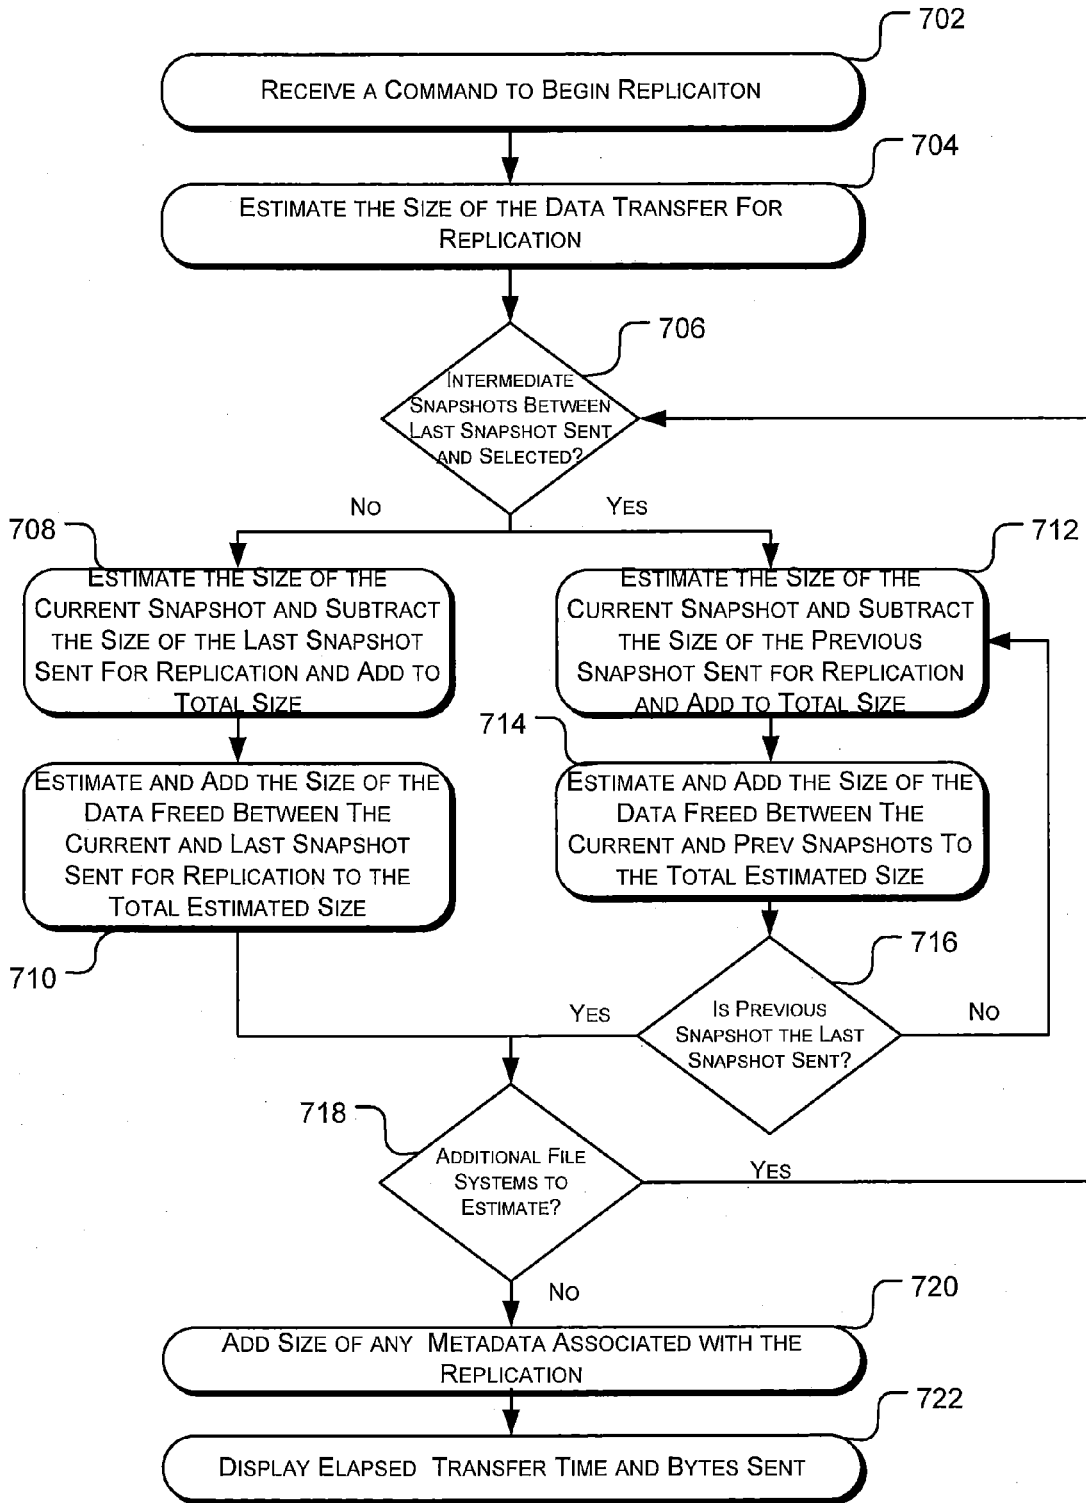 702
RECEIVE A COMMAND TO BEGIN REPLICAITON
704
ESTIMATE THE SIZE OF THE DATA TRANSFER FOR
REPLICATION
706
INTERMEDIATE
SNAPSHOTS BETWEEN
LAST SNAPSHOT SENT
AND SELECTED?
NO
YES
708
ESTIMATE THE SIZE OF THE
CURRENT SNAPSHOT AND SUBTRACT
THE SIZE OF THE LAST SNAPSHOT
SENT FOR REPLICATION AND ADD TO
TOTAL SIZE
712
ESTIMATE THE SIZE OF THE
CURRENT SNAPSHOT AND SUBTRACT
THE SIZE OF THE PREVIOUS
SNAPSHOT SENT FOR REPLICATION
AND ADD TO TOTAL SIZE
ESTIMATE AND ADD THE SIZE OF THE
DATA FREED BETWEEN THE
CURRENT AND LAST SNAPSHOT
SENT FOR REPLICATION TO THE
TOTAL ESTIMATED SIZE
710
714
ESTIMATE AND ADD THE SIZE OF THE
DATA FREED BETWEEN THE
CURRENT AND PREV SNAPSHOTS TO
THE TOTAL ESTIMATED SIZE
716
IS PREVIOUS
SNAPSHOT THE LAST
SNAPSHOT SENT?
YES
NO
718
ADDITIONAL FILE
SYSTEMS TO
ESTIMATE?
YES
NO
720
ADD SIZE OF ANY METADATA ASSOCIATED WITH THE
REPLICATION
722
DISPLAY ELAPSED TRANSFER TIME AND BYTES SENT